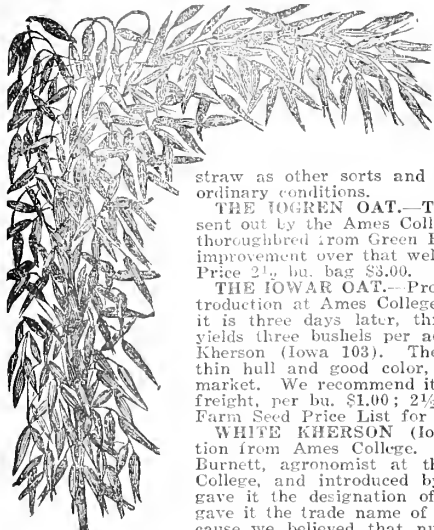 straw as other sorts and
ordinary conditions.
THE IOGREN OAT.—T
sent out by the Ames Coll
thoroughbred from Green
improvement over that wel
Price 2½ bu. bag $3.00.
THE IOWAR OAT.—Pro
troduction at Ames College
it is three days later, thr
yields three bushels per ac
Kherson (Iowa 103). The
thin hull and good color,
market. We recommend it
freight, per bu. $1.00; 2½
Farm Seed Price List for
WHITE KHERSON (Io
tion from Ames College.
Burnett, agronomist at th
College, and introduced by
gave it the designation of
gave it the trade name of
cause we believed that